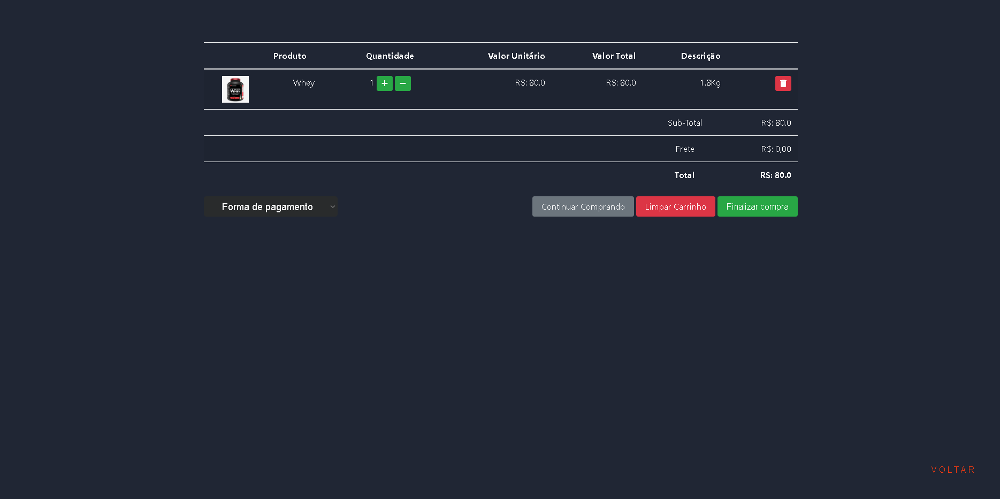 Produto Quantidade Valor Unitário Valor Total Descrição
WHEY
Whey 1 + − R$: 80.0 R$: 80.0 1.8Kg
Sub-Total R$: 80.0
Frete R$: 0,00
Total R$: 80.0
Forma de pagamento Continuar Comprando Limpar Carrinho Finalizar compra
VOLTAR